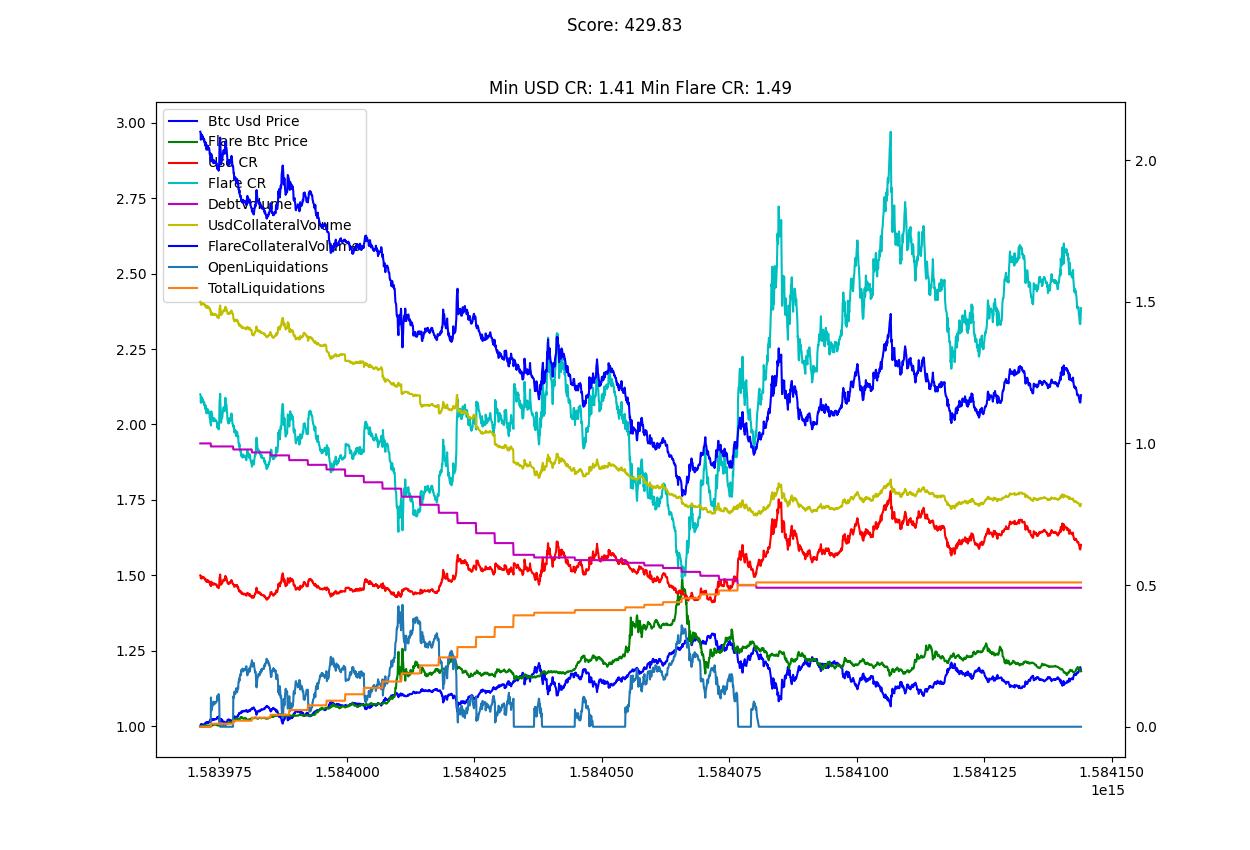 Score: 429.83
Min USD CR: 1.41 Min Flare CR: 1.49
3.00
2.75
2.50
2.25
2.00
1.75
1.50
1.25
1.00
Btc Usd Price
Flare Btc Price
Usd CR
Flare CR
DebtVolume
UsdCollateralVolume
FlareCollateralVolume
OpenLiquidations
TotalLiquidations
2.0
1.5
1.0
0.5
0.0
1.583975 1.584000 1.584025 1.584050 1.584075 1.584100 1.584125 1.584150
1e15